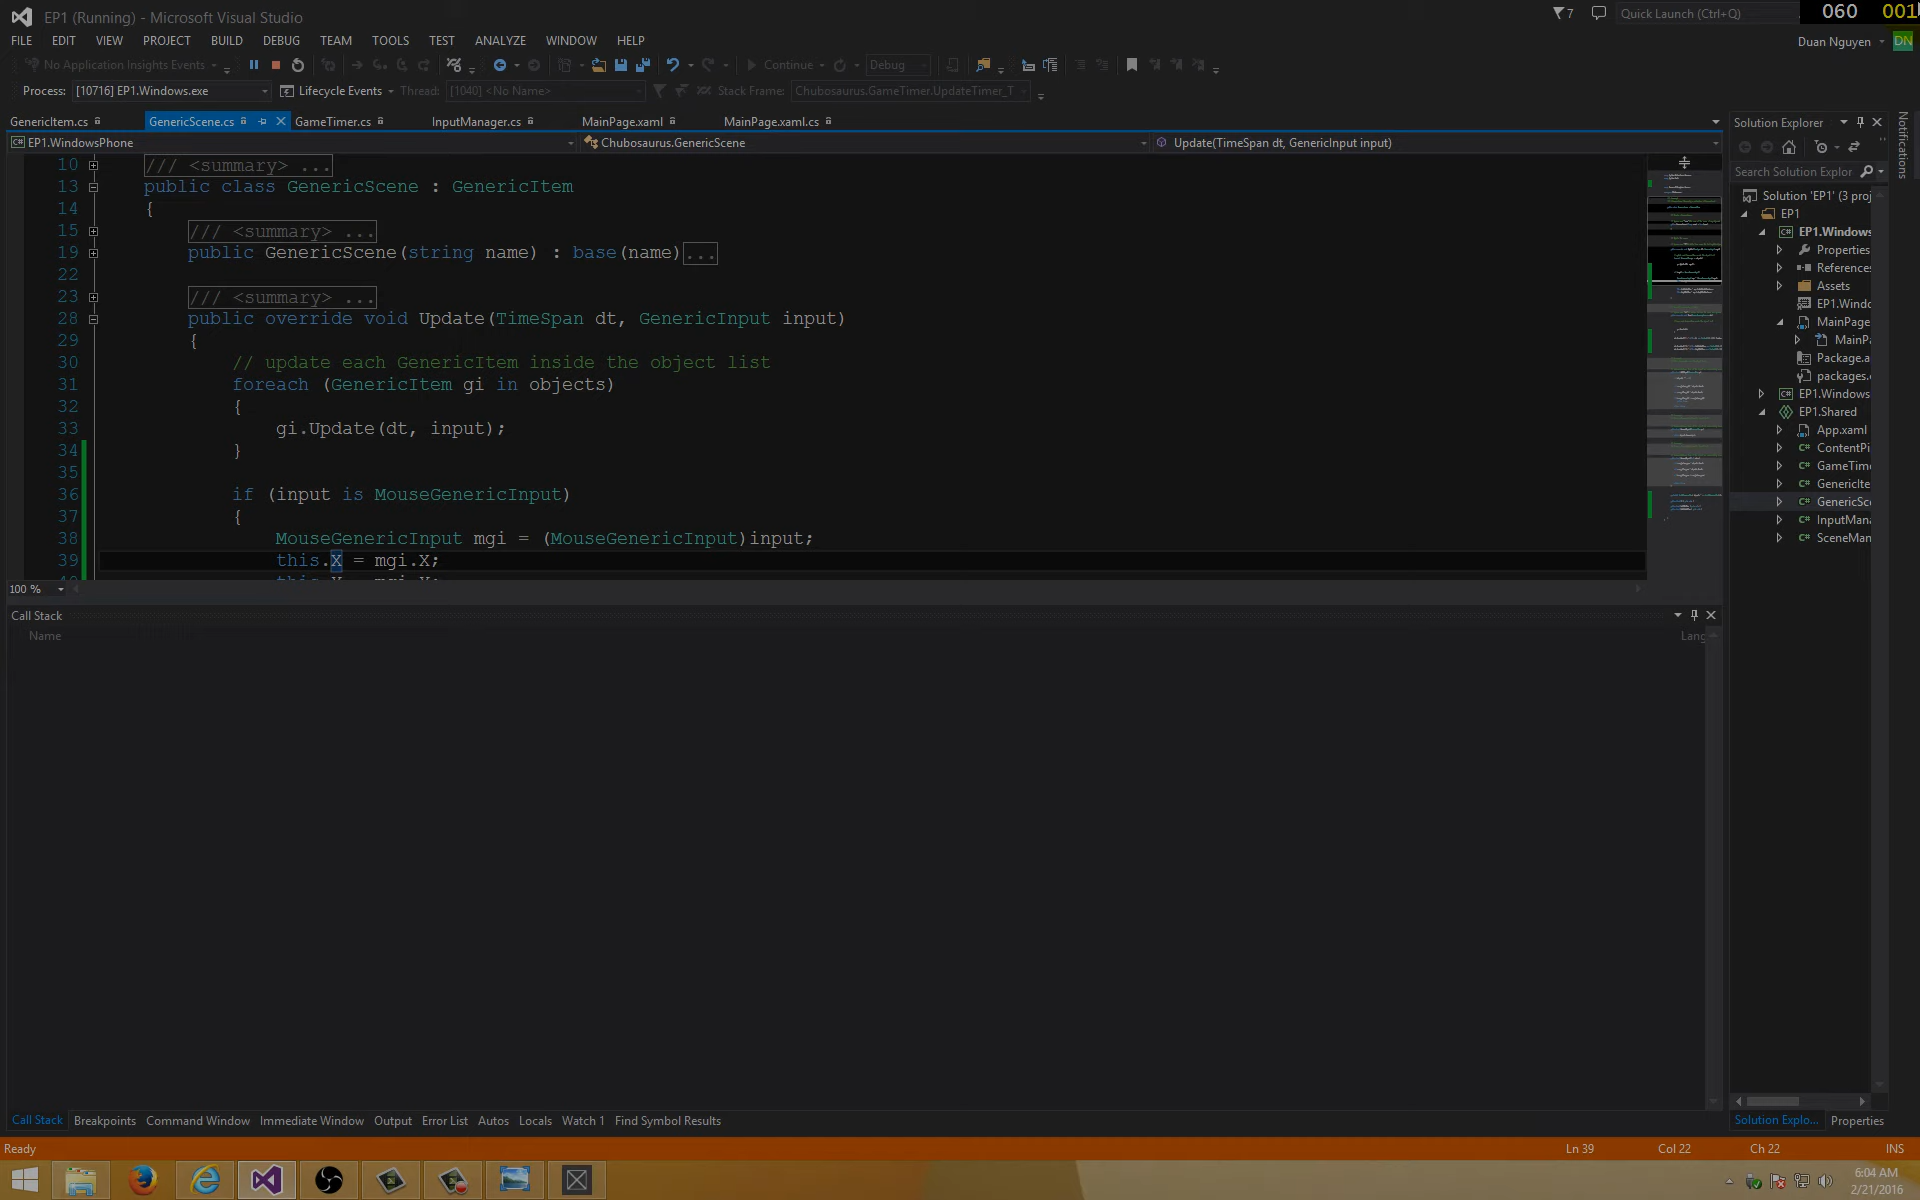 EP1 (Running) - Microsoft Visual Studio
7
Quick Launch (Ctrl+Q)
060 001
FILE EDIT VIEW PROJECT BUILD DEBUG TEAM TOOLS TEST ANALYZE WINDOW HELP
Duan Nguyen DN
No Application Insights Events Continue Debug
Process: [10716] EP1.Windows.exe Lifecycle Events Thread: [1040] <No Name> Stack Frame: Chubosaurus.GameTimer.UpdateTimer_T
GenericItem.cs GenericScene.cs GameTimer.cs InputManager.cs MainPage.xaml MainPage.xaml.cs
EP1.WindowsPhone Chubosaurus.GenericScene Update(TimeSpan dt, GenericInput input)
10 /// <summary> ...
13 public class GenericScene : GenericItem
14 {
15 /// <summary> ...
19 public GenericScene(string name) : base(name)...
22
23 /// <summary> ...
28 public override void Update(TimeSpan dt, GenericInput input)
29 {
30 // update each GenericItem inside the object list
31 foreach (GenericItem gi in objects)
32 {
33 gi.Update(dt, input);
34 }
35
36 if (input is MouseGenericInput)
37 {
38 MouseGenericInput mgi = (MouseGenericInput)input;
39 this.X = mgi.X;
100 %
Call Stack
Name Lang
Call Stack Breakpoints Command Window Immediate Window Output Error List Autos Locals Watch 1 Find Symbol Results
Solution Explorer
Search Solution Explor
Solution 'EP1' (3 proj
EP1
EP1.Windows
Properties
References
Assets
EP1.Windo
MainPage
MainPa
Package.a
packages.c
EP1.Windows
EP1.Shared
App.xaml
ContentPi
GameTime
GenericIte
GenericSce
InputMana
SceneMan
Solution Explo... Properties
Notifications
Ready Ln 39 Col 22 Ch 22 INS
6:04 AM
2/21/2016